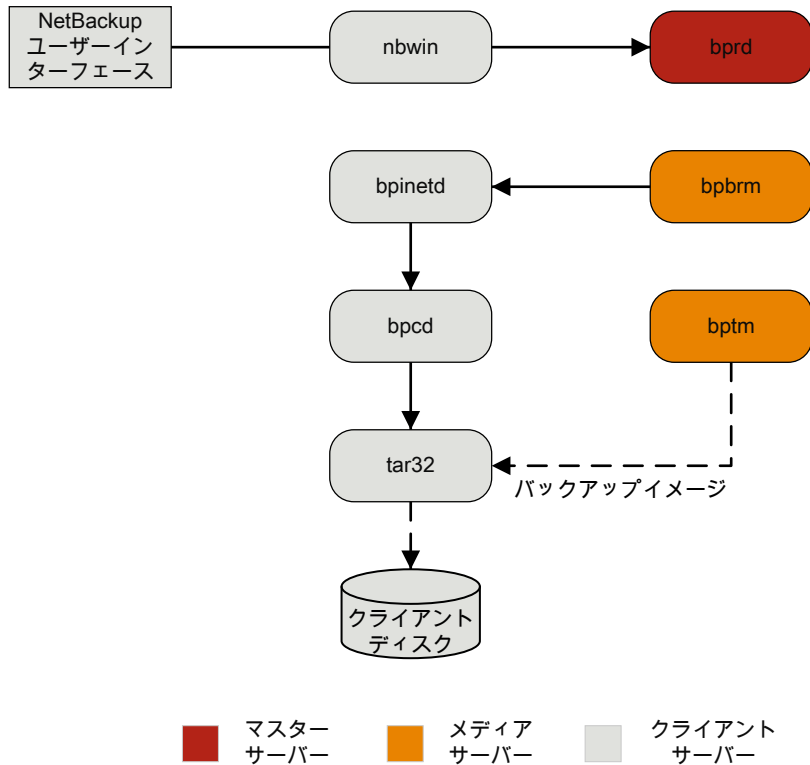 NetBackup
ユーザーイン
ターフェース
nbwin
bprd
bpinetd
bpbrm
bpcd
bptm
tar32
バックアップイメージ
クライアント
ディスク
マスター
サーバー
メディア
サーバー
クライアント
サーバー